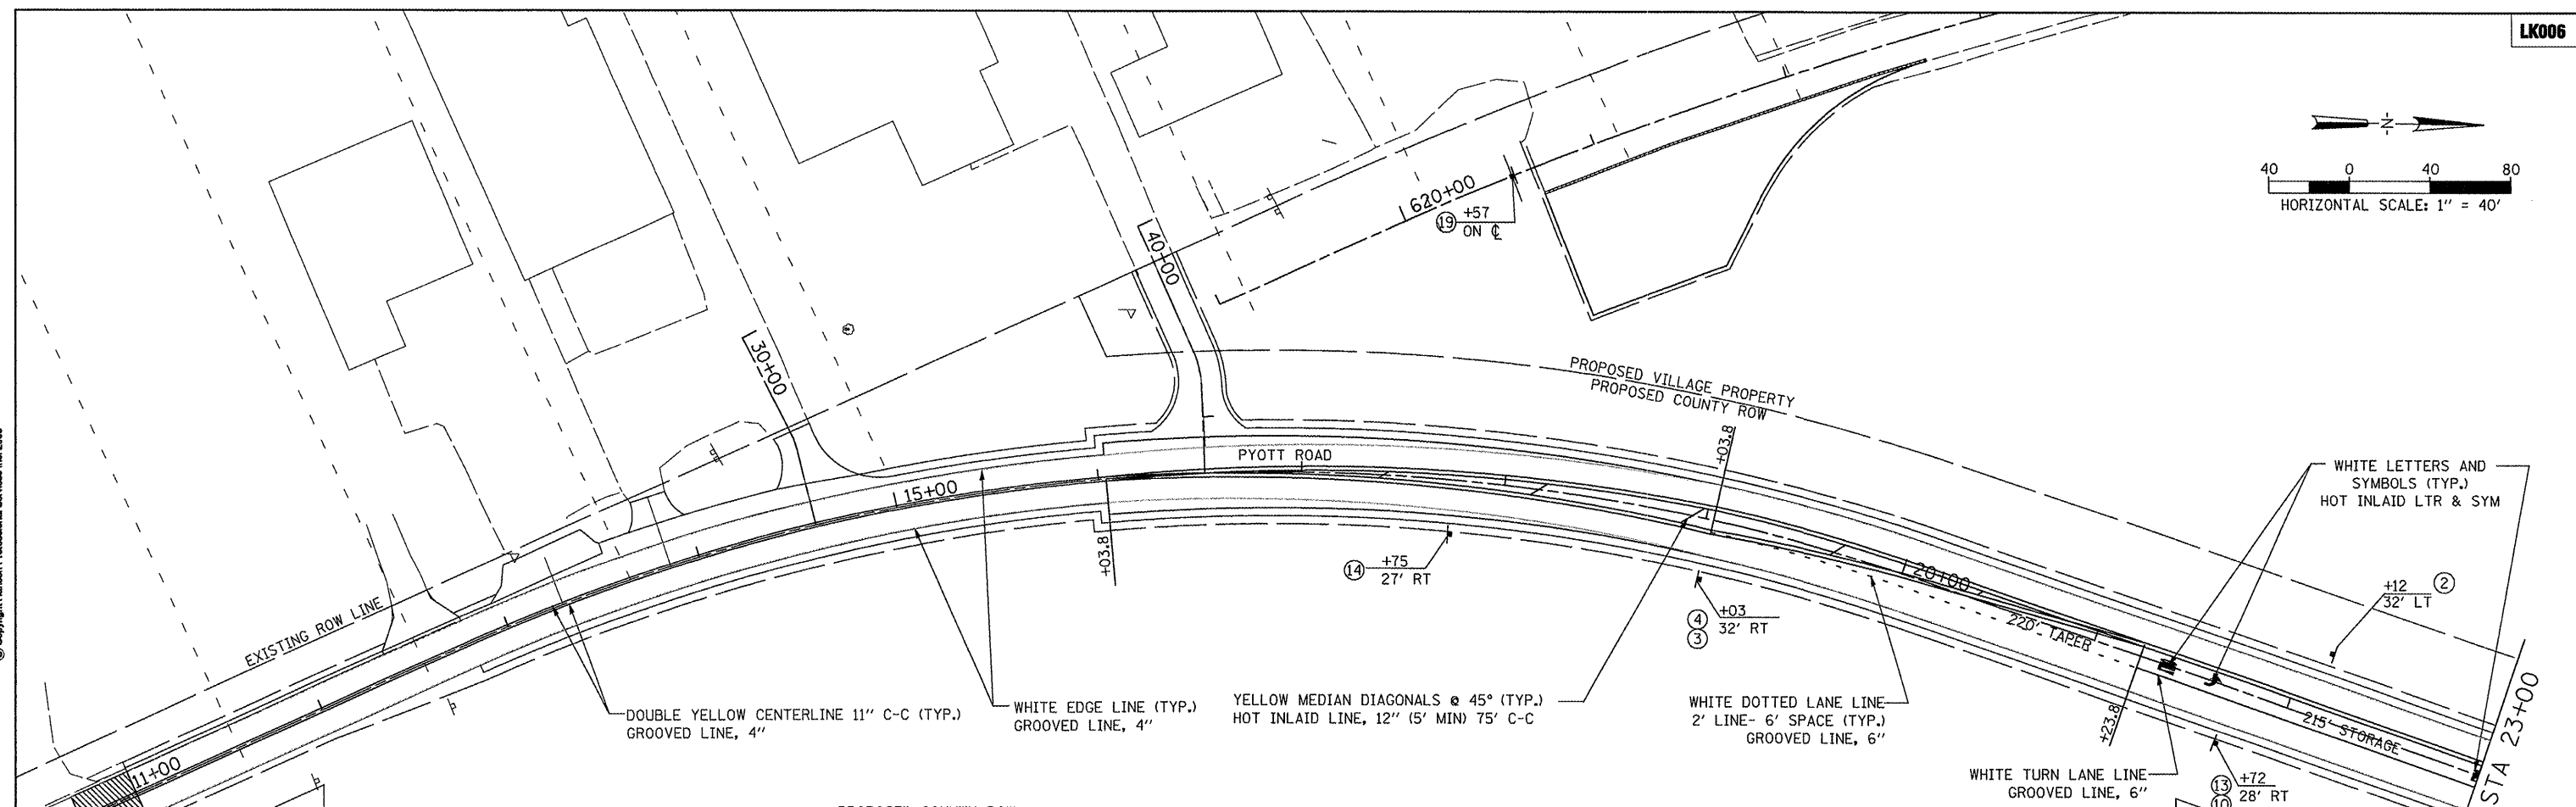 LK006
N
40 0 40 80
HORIZONTAL SCALE: 1" = 40'
620+00
19 +57
ON ℄
40+00
30+00
PROPOSED VILLAGE PROPERTY
PROPOSED COUNTY ROW
+03.8
PYOTT ROAD
15+00
WHITE LETTERS AND
SYMBOLS (TYP.)
HOT INLAID LTR & SYM
+03.8
14 +75
27' RT
20+00
+12 2
32' LT
EXISTING ROW LINE
4 +03
3 32' RT
220' TAPER
DOUBLE YELLOW CENTERLINE 11" C-C (TYP.)
GROOVED LINE, 4"
WHITE EDGE LINE (TYP.)
GROOVED LINE, 4"
YELLOW MEDIAN DIAGONALS @ 45° (TYP.)
HOT INLAID LINE, 12" (5' MIN) 75' C-C
WHITE DOTTED LANE LINE
2' LINE- 6' SPACE (TYP.)
GROOVED LINE, 6"
+23.8
215' STORAGE
STA 23+00
11+00
WHITE TURN LANE LINE
GROOVED LINE, 6"
13 +72
10 28' RT